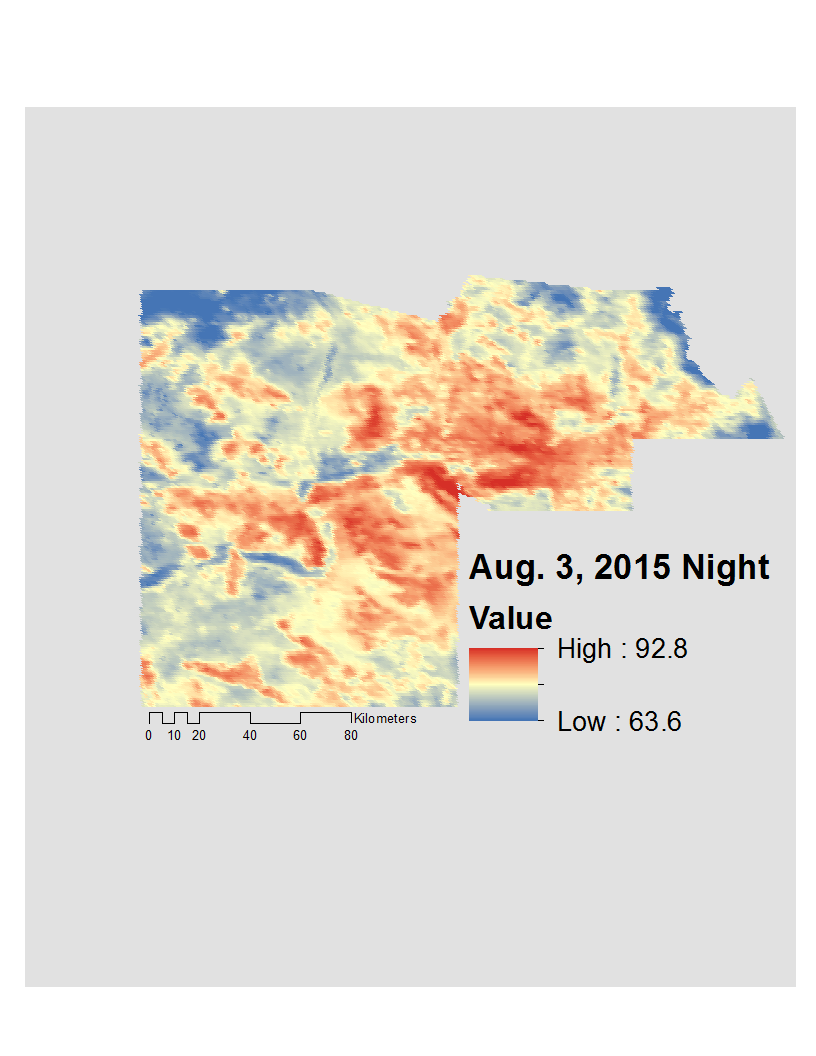 Aug. 3, 2015 Night
Value
High : 92.8
Low : 63.6
Kilometers
0 10 20 40 60 80